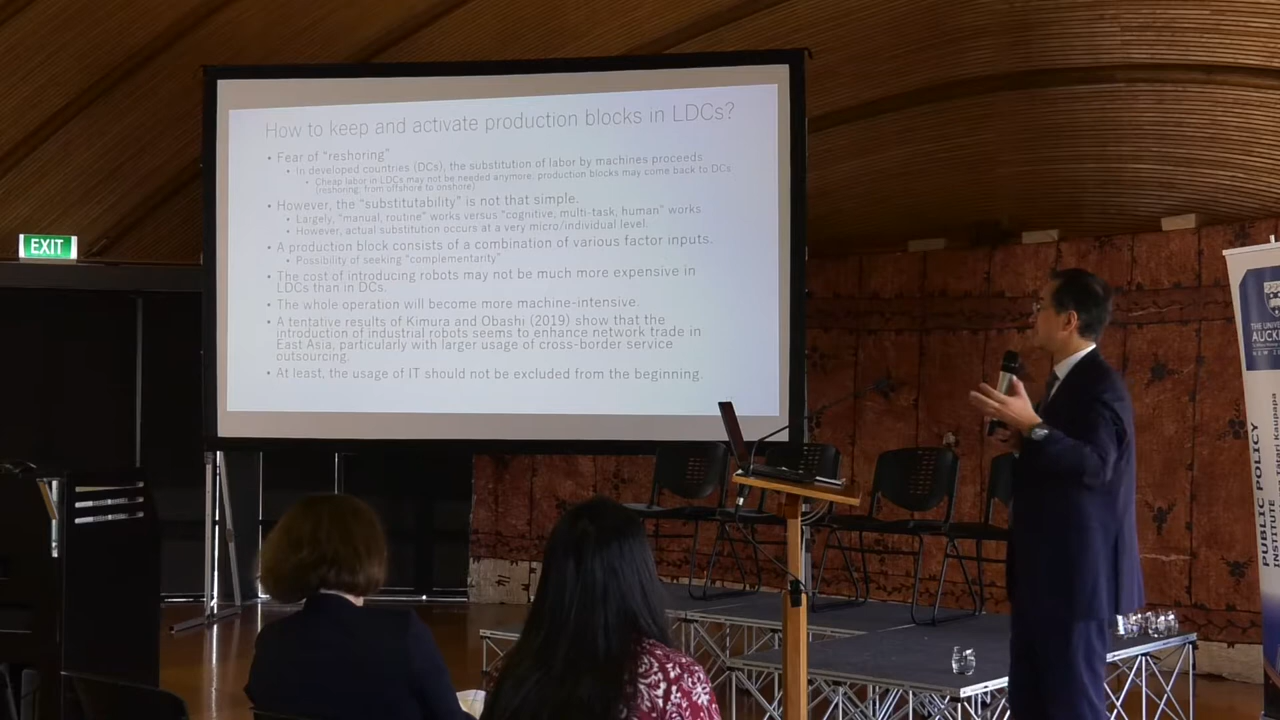 How to keep and activate production blocks in LDCs?
• Fear of "reshoring"
• In developed countries (DCs), the substitution of labor by machines proceeds
• Cheap labor in LDCs may not be needed anymore; production blocks may come back to DCs
(reshoring; from offshore to onshore)
• However, the "substitutability" is not that simple.
• Largely, "manual, routine" works versus "cognitive, multi-task, human" works
• However, actual substitution occurs at a very micro/individual level.
• A production block consists of a combination of various factor inputs.
• Possibility of seeking "complementarity"
• The cost of introducing robots may not be much more expensive in
LDCs than in DCs.
• The whole operation will become more machine-intensive.
• A tentative results of Kimura and Obashi (2019) show that the
introduction of industrial robots seems to enhance network trade in
East Asia, particularly with larger usage of cross-border service
outsourcing.
• At least, the usage of IT should not be excluded from the beginning.
EXIT
THE UNIVE
AUCK
NEW ZE
PUBLIC POLICY
INSTITUTE
Kaupapa